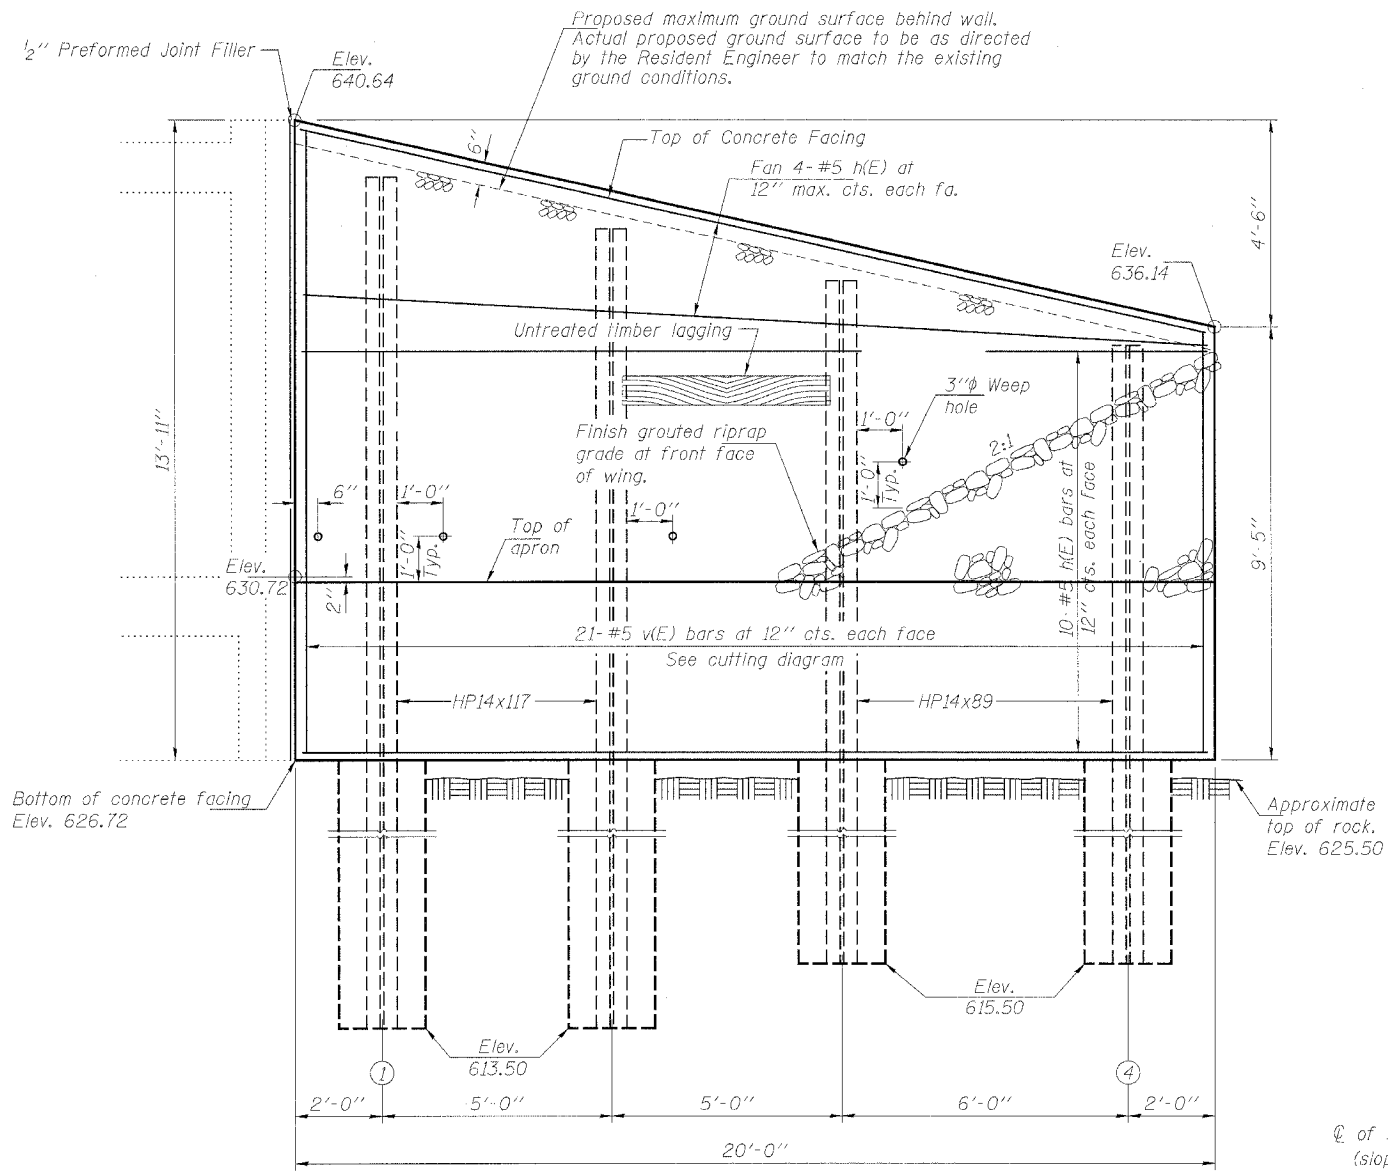 Proposed maximum ground surface behind wall.
Actual proposed ground surface to be as directed
by the Resident Engineer to match the existing
ground conditions.
½" Preformed Joint Filler
Elev.
640.64
6"
Top of Concrete Facing
Fan 4-#5 h(E) at
12" max. cts. each fa.
4'-6"
Elev.
636.14
Untreated timber lagging
3"ϕ Weep
hole
1'-0"
Finish grouted riprap
grade at front face
of wing.
2:1
1'-0"
Typ.
13'-11"
6"
1'-0"
1'-0"
Top of
apron
1'-0"
Typ.
10-#5 h(E) bars at
12" cts. each face
9'-5"
Elev.
630.72
2"
21-#5 v(E) bars at 12" cts. each face
See cutting diagram
HP14x117
HP14x89
Bottom of concrete facing
Elev. 626.72
Approximate
top of rock.
Elev. 625.50
Elev.
615.50
Elev.
613.50
1
4
2'-0"
5'-0"
5'-0"
6'-0"
2'-0"
20'-0"
℄ of